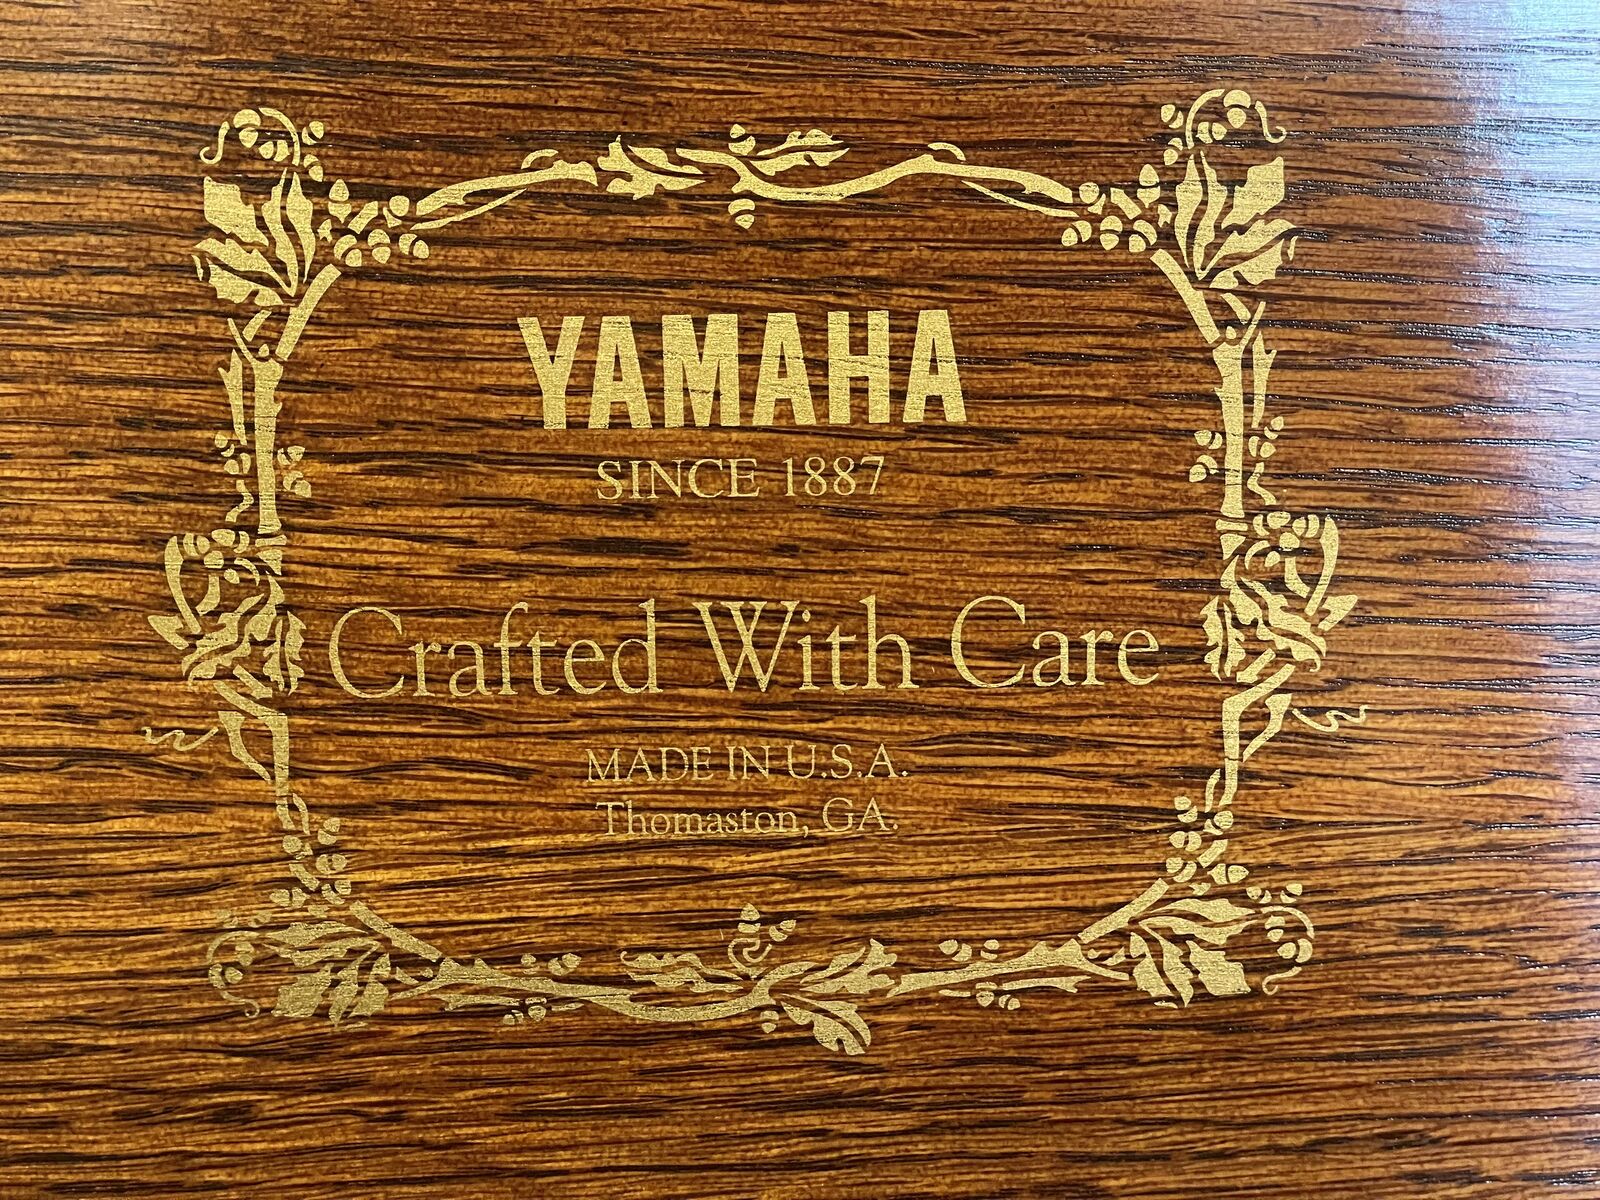 YAMAHA
SINCE 1887
Crafted With Care
MADE IN U.S.A.
Thomaston, GA.